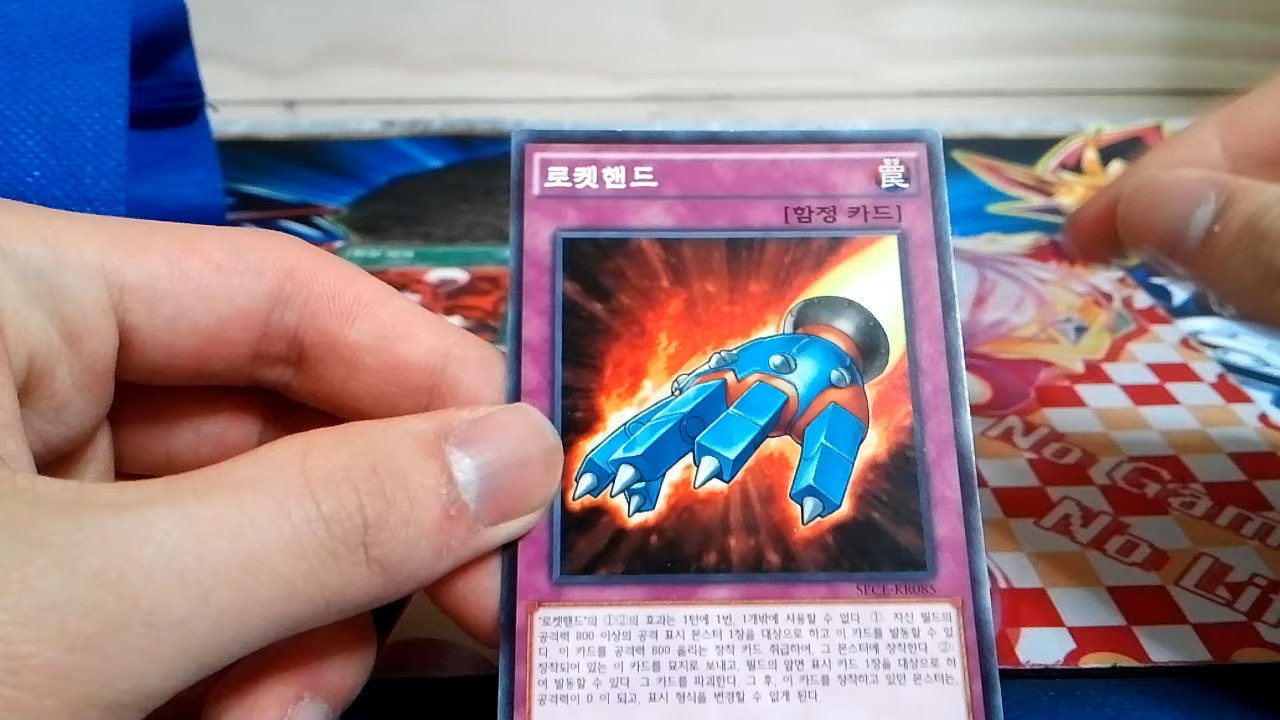 로켓핸드
罠
[함정 카드]
SECE-KR085
"로켓핸드"의 ①②의 효과는 1턴에 1번, 1개밖에 사용할 수 없다. ①: 자신 필드의
공격력 800 이상의 공격 표시 몬스터 1장을 대상으로 하고 이 카드를 발동할 수 있
다. 이 카드를 공격력 800 올리는 장착 카드 취급하여, 그 몬스터에 장착한다. ②:
장착되어 있는 이 카드를 묘지로 보내고, 필드의 앞면 표시 카드 1장을 대상으로 하
여 발동할 수 있다. 그 카드를 파괴한다. 그 후, 이 카드를 장착하고 있던 몬스터는,
공격력이 0 이 되고, 표시 형식을 변경할 수 없게 된다.
No Gam
No Li